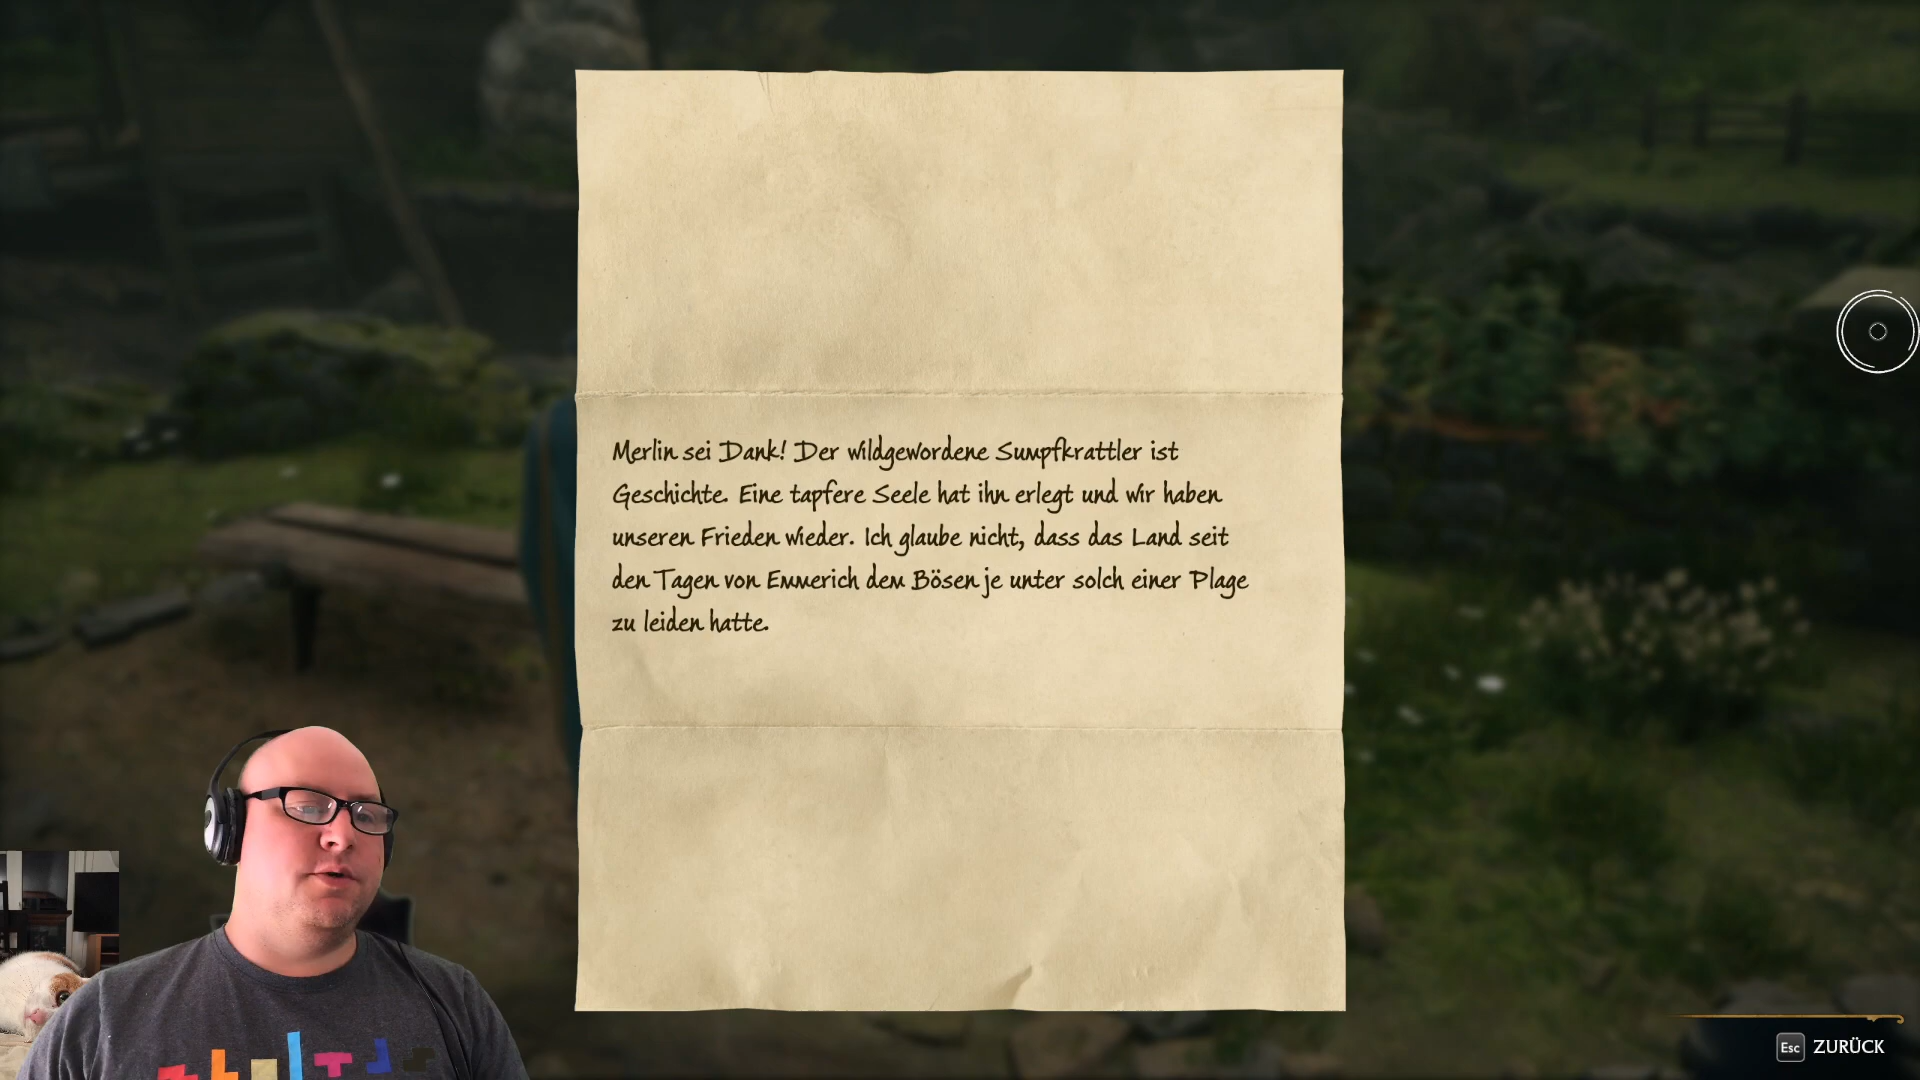 Merlin sei Dank! Der wildgewordene Sumpfkrattler ist
Geschichte. Eine tapfere Seele hat ihn erlegt und wir haben
unseren Frieden wieder. Ich glaube nicht, dass das Land seit
den Tagen von Emmerich dem Bösen je unter solch einer Plage
zu leiden hatte.
Esc ZURÜCK